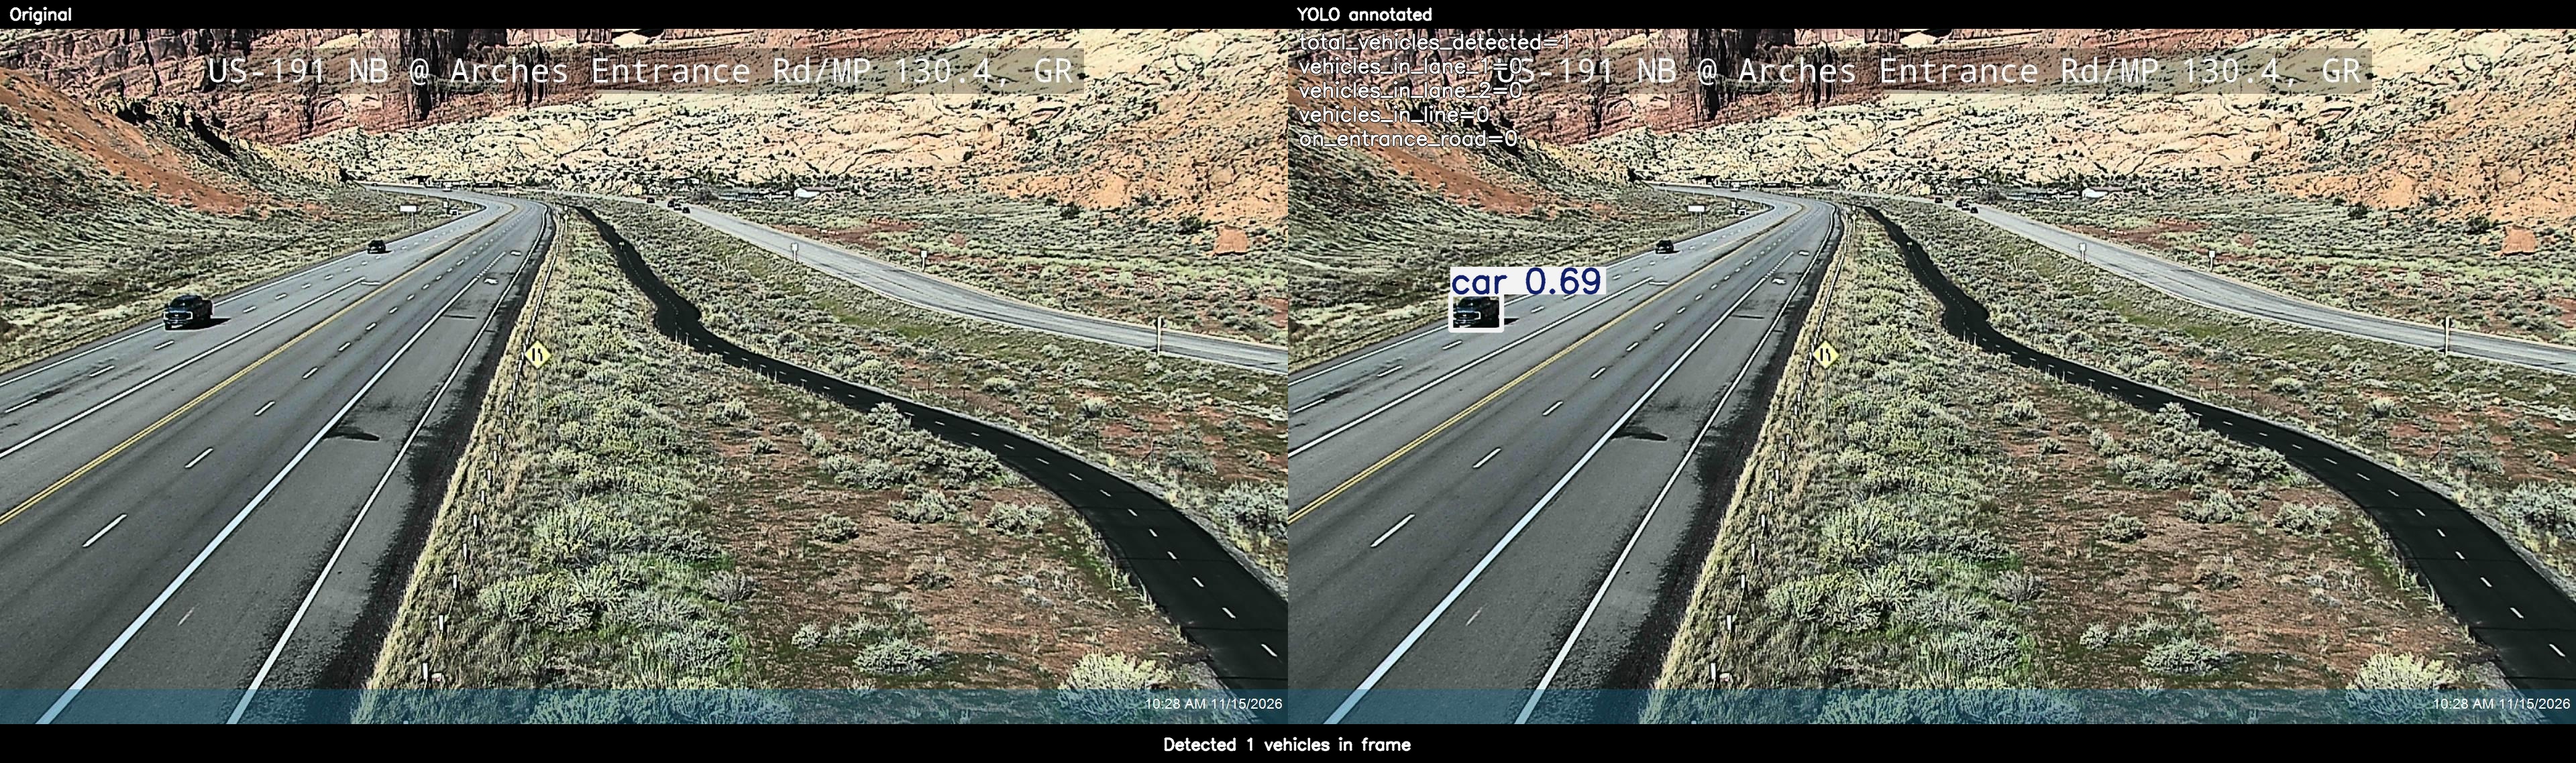 Original
YOLO annotated
US-191 NB @ Arches Entrance Rd/MP 130.4, GR
total_vehicles_detected=1
vehicles_in_lane_1=0
US-191 NB @ Arches Entrance Rd/MP 130.4, GR
vehicles_in_lane_2=0
vehicles_in_line=0
on_entrance_road=0
car 0.69
10:28 AM 11/15/2026
10:28 AM 11/15/2026
Detected 1 vehicles in frame